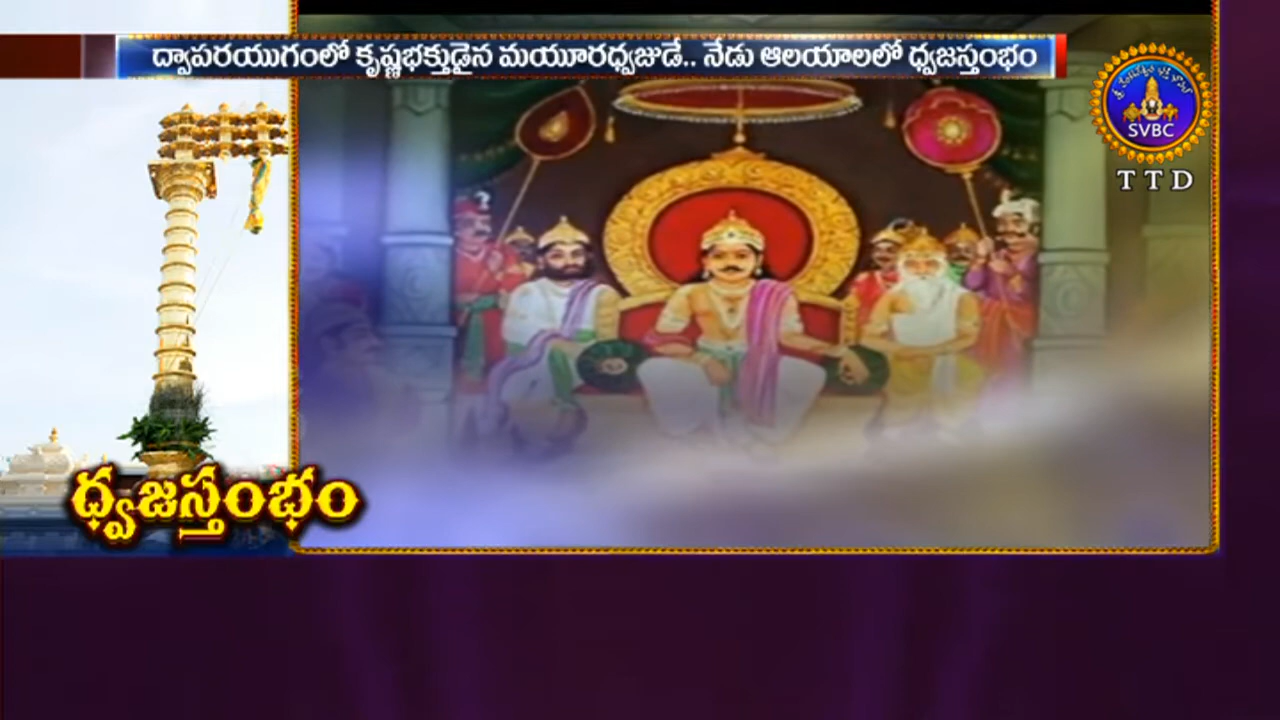 ద్వాపరయుగంలో కృష్ణభక్తుడైన మయూరధ్వజుడే.. నేడు ఆలయాలలో ధ్వజస్తంభం
SVBC
TTD
ధ్వజస్తంభం